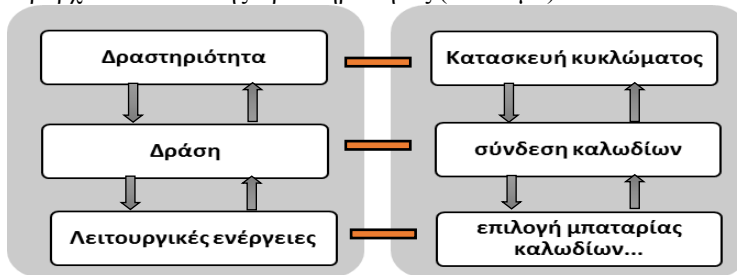 Δραστηριότητα
Κατασκευή κυκλώματος
Δράση
σύνδεση καλωδίων
Λειτουργικές ενέργειες
επιλογή μπαταρίας
καλωδίων...